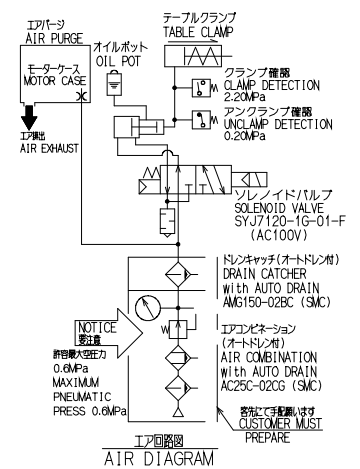 エアパージ
AIR PURGE
モーターケース
MOTOR CASE
エア排出
AIR EXHAUST
オイルポット
OIL POT
テーブルクランプ
TABLE CLAMP
クランプ確認
CLAMP DETECTION
2.20MPa
アンクランプ確認
UNCLAMP DETECTION
0.20MPa
ソレノイドバルブ
SOLENOID VALVE
SYJ7120-1G-01-F
(AC100V)
ドレンキャッチ(オートドレン付)
DRAIN CATCHER
with AUTO DRAIN
AMG150-02BC (SMC)
エアコンビネーション
(オートドレン付)
AIR COMBINATION
with AUTO DRAIN
AC25C-02CG (SMC)
NOTICE
要注意
許容最大空圧力
0.6MPa
MAXIMUM
PNEUMATIC
PRESS 0.6MPa
客先にて手配願います
CUSTOMER MUST
PREPARE
エア回路図
AIR DIAGRAM